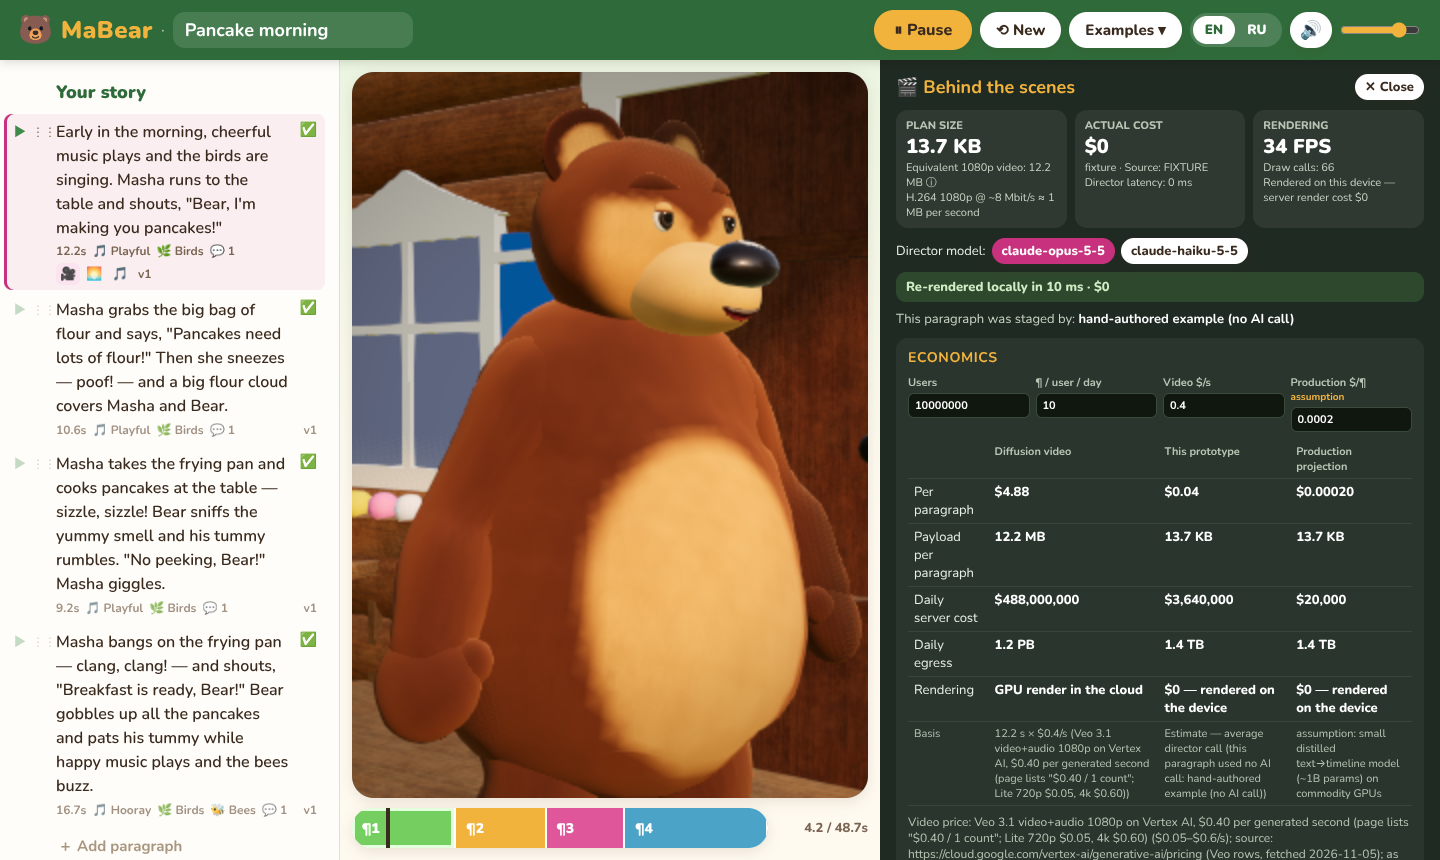 MaBear · Pancake morning
⏸ Pause
⟲ New
Examples ▾
EN RU
Your story
Early in the morning, cheerful
music plays and the birds are
singing. Masha runs to the
table and shouts, "Bear, I'm
making you pancakes!"
12.2s 🎵 Playful 🌿 Birds 💬 1
v1
Masha grabs the big bag of
flour and says, "Pancakes need
lots of flour!" Then she sneezes
— poof! — and a big flour cloud
covers Masha and Bear.
10.6s 🎵 Playful 🌿 Birds 💬 1 v1
Masha takes the frying pan and
cooks pancakes at the table —
sizzle, sizzle! Bear sniffs the
yummy smell and his tummy
rumbles. "No peeking, Bear!"
Masha giggles.
9.2s 🎵 Playful 🌿 Birds 💬 1 v1
Masha bangs on the frying pan
— clang, clang! — and shouts,
"Breakfast is ready, Bear!" Bear
gobbles up all the pancakes
and pats his tummy while
happy music plays and the bees
buzz.
16.7s 🎵 Hooray 🌿 Birds 🐝 Bees 💬 1 v1
+ Add paragraph
¶1 ¶2 ¶3 ¶4 4.2 / 48.7s
🎬 Behind the scenes
✕ Close
PLAN SIZE
13.7 KB
Equivalent 1080p video: 12.2
MB ⓘ
H.264 1080p @ ~8 Mbit/s ≈ 1
MB per second
ACTUAL COST
$0
fixture · Source: FIXTURE
Director latency: 0 ms
RENDERING
34 FPS
Draw calls: 66
Rendered on this device —
server render cost $0
Director model: claude-opus-5-5 claude-haiku-5-5
Re-rendered locally in 10 ms · $0
This paragraph was staged by: hand-authored example (no AI call)
ECONOMICS
Users
10000000
¶ / user / day
10
Video $/s
0.4
Production $/¶
assumption
0.0002
Diffusion video
This prototype
Production
projection
Per
paragraph
$4.88 $0.04 $0.00020
Payload
per
paragraph
12.2 MB 13.7 KB 13.7 KB
Daily
server cost
$488,000,000 $3,640,000 $20,000
Daily
egress
1.2 PB 1.4 TB 1.4 TB
Rendering
GPU render in the cloud
$0 — rendered on
the device
$0 — rendered
on the device
Basis
12.2 s × $0.4/s (Veo 3.1
video+audio 1080p on Vertex
AI, $0.40 per generated second
(page lists "$0.40 / 1 count";
Lite 720p $0.05, 4k $0.60))
Estimate — average
director call (this
paragraph used no AI
call: hand-authored
example (no AI call))
assumption: small
distilled
text→timeline model
(~1B params) on
commodity GPUs
Video price: Veo 3.1 video+audio 1080p on Vertex AI, $0.40 per generated second (page lists
"$0.40 / 1 count"; Lite 720p $0.05, 4k $0.60) ($0.05–$0.6/s); source:
https://cloud.google.com/vertex-ai/generative-ai/pricing (Veo rows, fetched 2026-11-05); as